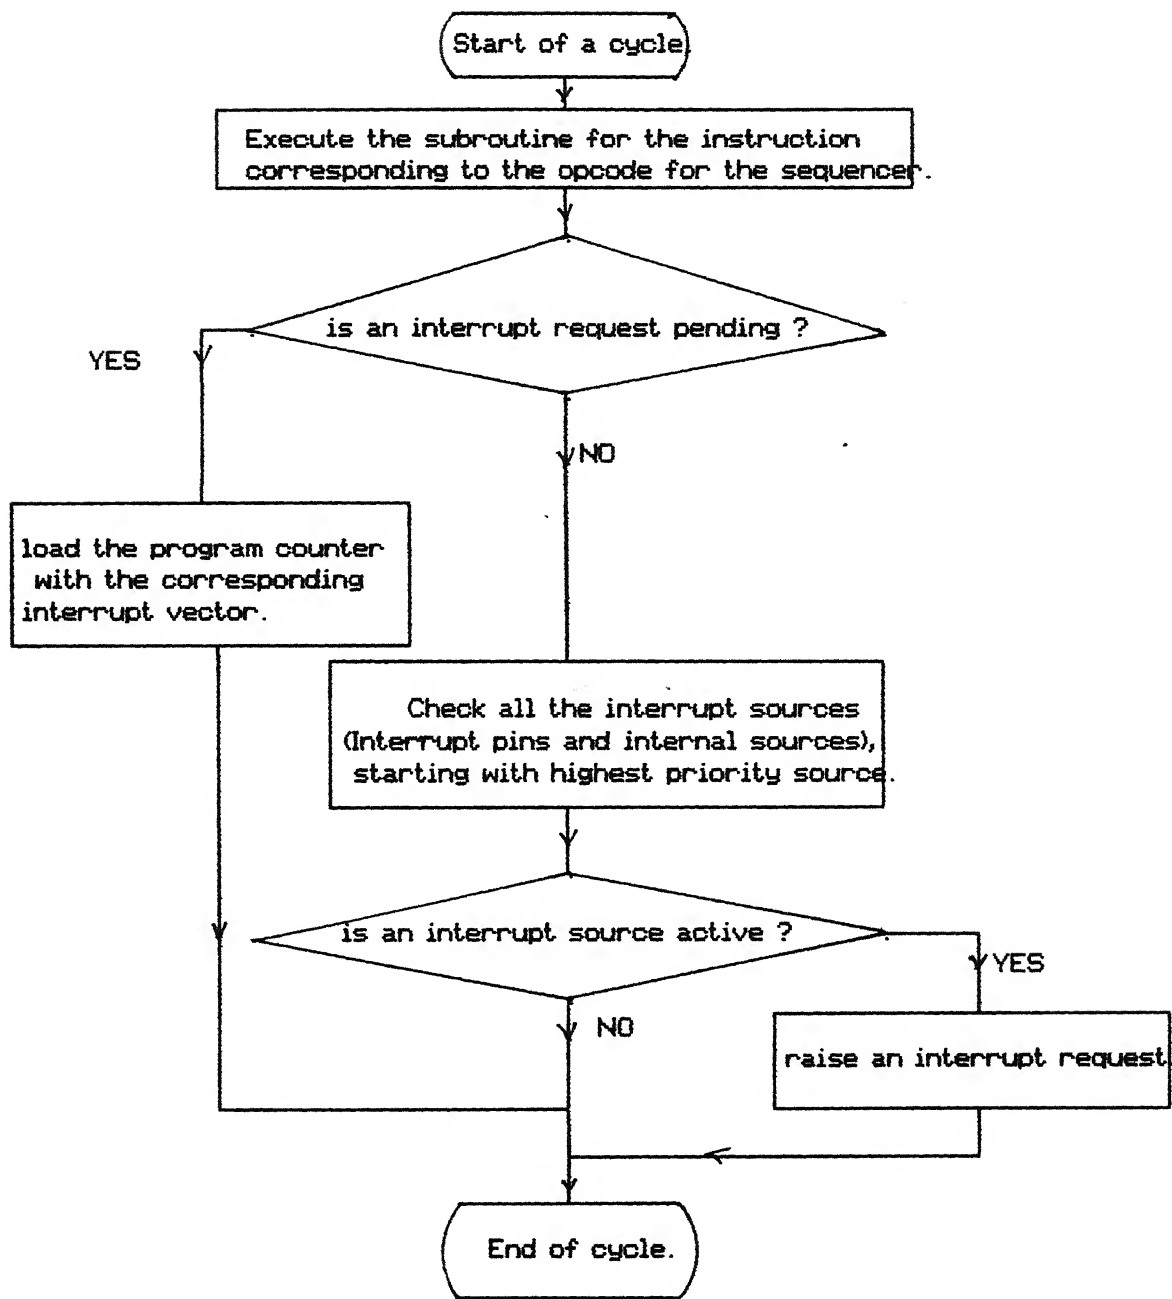 Start of a cycle.
Execute the subroutine for the instruction
corresponding to the opcode for the sequencer.
is an interrupt request pending ?
YES
NO
load the program counter
with the corresponding
interrupt vector.
Check all the interrupt sources
(Interrupt pins and internal sources),
starting with highest priority source.
is an interrupt source active ?
YES
NO
raise an interrupt request.
End of cycle.